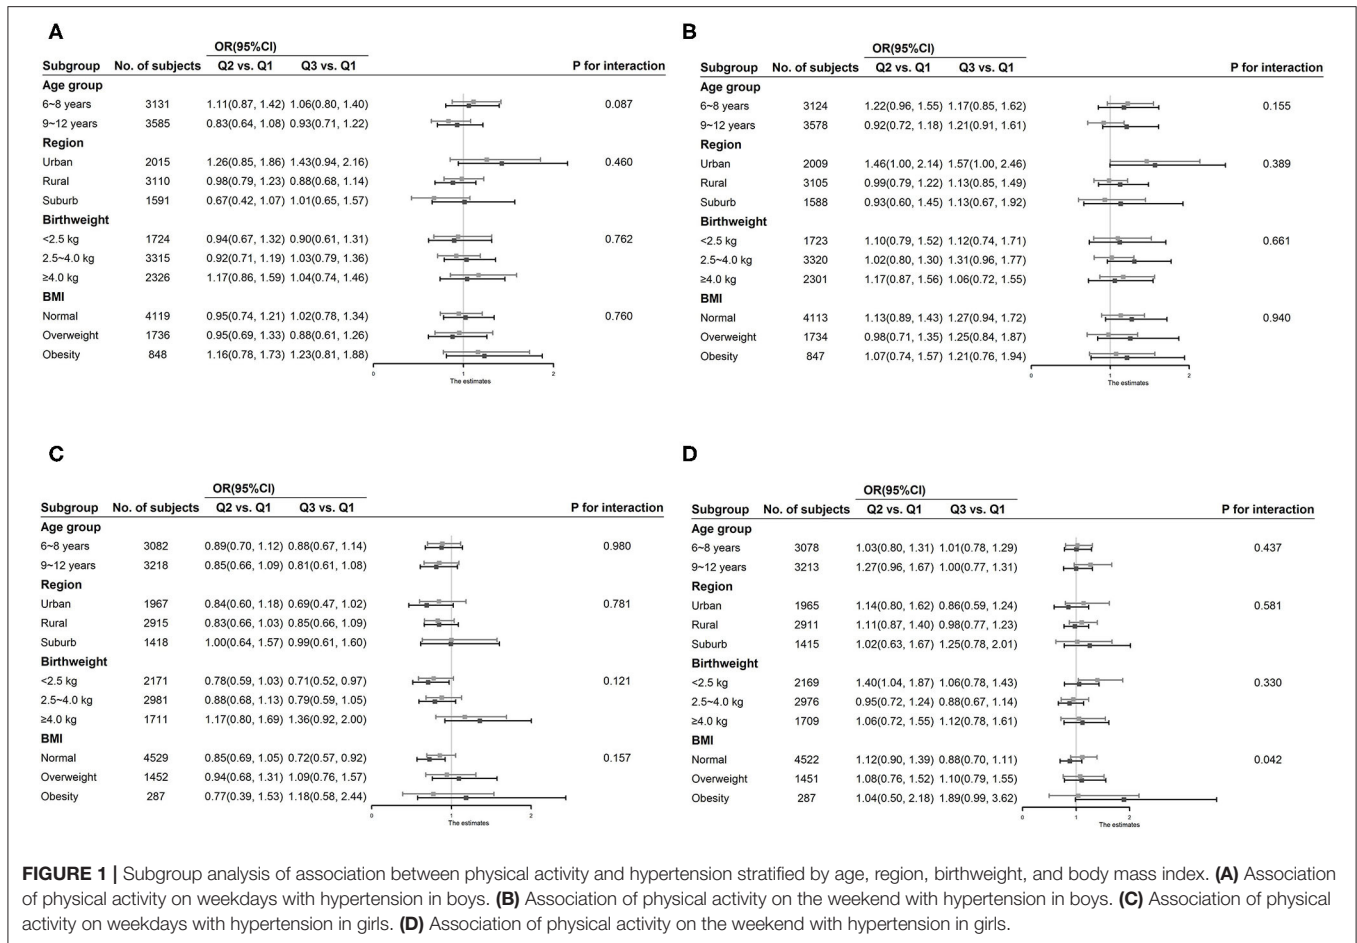 A
OR(95%CI)
Subgroup No. of subjects Q2 vs. Q1 Q3 vs. Q1 P for interaction
Age group
6~8 years 3131 1.11(0.87, 1.42) 1.06(0.80, 1.40) 0.087
9~12 years 3585 0.83(0.64, 1.08) 0.93(0.71, 1.22)
Region
Urban 2015 1.26(0.85, 1.86) 1.43(0.94, 2.16) 0.460
Rural 3110 0.98(0.79, 1.23) 0.88(0.68, 1.14)
Suburb 1591 0.67(0.42, 1.07) 1.01(0.65, 1.57)
Birthweight
<2.5 kg 1724 0.94(0.67, 1.32) 0.90(0.61, 1.31) 0.762
2.5~4.0 kg 3315 0.92(0.71, 1.19) 1.03(0.79, 1.36)
≥4.0 kg 2326 1.17(0.86, 1.59) 1.04(0.74, 1.46)
BMI
Normal 4119 0.95(0.74, 1.21) 1.02(0.78, 1.34) 0.760
Overweight 1736 0.95(0.69, 1.33) 0.88(0.61, 1.26)
Obesity 848 1.16(0.78, 1.73) 1.23(0.81, 1.88)
0 1 2
The estimates
B
OR(95%CI)
Subgroup No. of subjects Q2 vs. Q1 Q3 vs. Q1 P for interaction
Age group
6~8 years 3124 1.22(0.96, 1.55) 1.17(0.85, 1.62) 0.155
9~12 years 3578 0.92(0.72, 1.18) 1.21(0.91, 1.61)
Region
Urban 2009 1.46(1.00, 2.14) 1.57(1.00, 2.46) 0.389
Rural 3105 0.99(0.79, 1.22) 1.13(0.85, 1.49)
Suburb 1588 0.93(0.60, 1.45) 1.13(0.67, 1.92)
Birthweight
<2.5 kg 1723 1.10(0.79, 1.52) 1.12(0.74, 1.71) 0.661
2.5~4.0 kg 3320 1.02(0.80, 1.30) 1.31(0.96, 1.77)
≥4.0 kg 2301 1.17(0.87, 1.56) 1.06(0.72, 1.55)
BMI
Normal 4113 1.13(0.89, 1.43) 1.27(0.94, 1.72) 0.940
Overweight 1734 0.98(0.71, 1.35) 1.25(0.84, 1.87)
Obesity 847 1.07(0.74, 1.57) 1.21(0.76, 1.94)
0 1 2
The estimates
C
OR(95%CI)
Subgroup No. of subjects Q2 vs. Q1 Q3 vs. Q1 P for interaction
Age group
6~8 years 3082 0.89(0.70, 1.12) 0.88(0.67, 1.14) 0.980
9~12 years 3218 0.85(0.66, 1.09) 0.81(0.61, 1.08)
Region
Urban 1967 0.84(0.60, 1.18) 0.69(0.47, 1.02) 0.781
Rural 2915 0.83(0.66, 1.03) 0.85(0.66, 1.09)
Suburb 1418 1.00(0.64, 1.57) 0.99(0.61, 1.60)
Birthweight
<2.5 kg 2171 0.78(0.59, 1.03) 0.71(0.52, 0.97) 0.121
2.5~4.0 kg 2981 0.88(0.68, 1.13) 0.79(0.59, 1.05)
≥4.0 kg 1711 1.17(0.80, 1.69) 1.36(0.92, 2.00)
BMI
Normal 4529 0.85(0.69, 1.05) 0.72(0.57, 0.92) 0.157
Overweight 1452 0.94(0.68, 1.31) 1.09(0.76, 1.57)
Obesity 287 0.77(0.39, 1.53) 1.18(0.58, 2.44)
0 1 2
The estimates
D
OR(95%CI)
Subgroup No. of subjects Q2 vs. Q1 Q3 vs. Q1 P for interaction
Age group
6~8 years 3078 1.03(0.80, 1.31) 1.01(0.78, 1.29) 0.437
9~12 years 3213 1.27(0.96, 1.67) 1.00(0.77, 1.31)
Region
Urban 1965 1.14(0.80, 1.62) 0.86(0.59, 1.24) 0.581
Rural 2911 1.11(0.87, 1.40) 0.98(0.77, 1.23)
Suburb 1415 1.02(0.63, 1.67) 1.25(0.78, 2.01)
Birthweight
<2.5 kg 2169 1.40(1.04, 1.87) 1.06(0.78, 1.43) 0.330
2.5~4.0 kg 2976 0.95(0.72, 1.24) 0.88(0.67, 1.14)
≥4.0 kg 1709 1.06(0.72, 1.55) 1.12(0.78, 1.61)
BMI
Normal 4522 1.12(0.90, 1.39) 0.88(0.70, 1.11) 0.042
Overweight 1451 1.08(0.76, 1.52) 1.10(0.79, 1.55)
Obesity 287 1.04(0.50, 2.18) 1.89(0.99, 3.62)
0 1 2
The estimates
FIGURE 1 | Subgroup analysis of association between physical activity and hypertension stratified by age, region, birthweight, and body mass index. (A) Association
of physical activity on weekdays with hypertension in boys. (B) Association of physical activity on the weekend with hypertension in boys. (C) Association of physical
activity on weekdays with hypertension in girls. (D) Association of physical activity on the weekend with hypertension in girls.